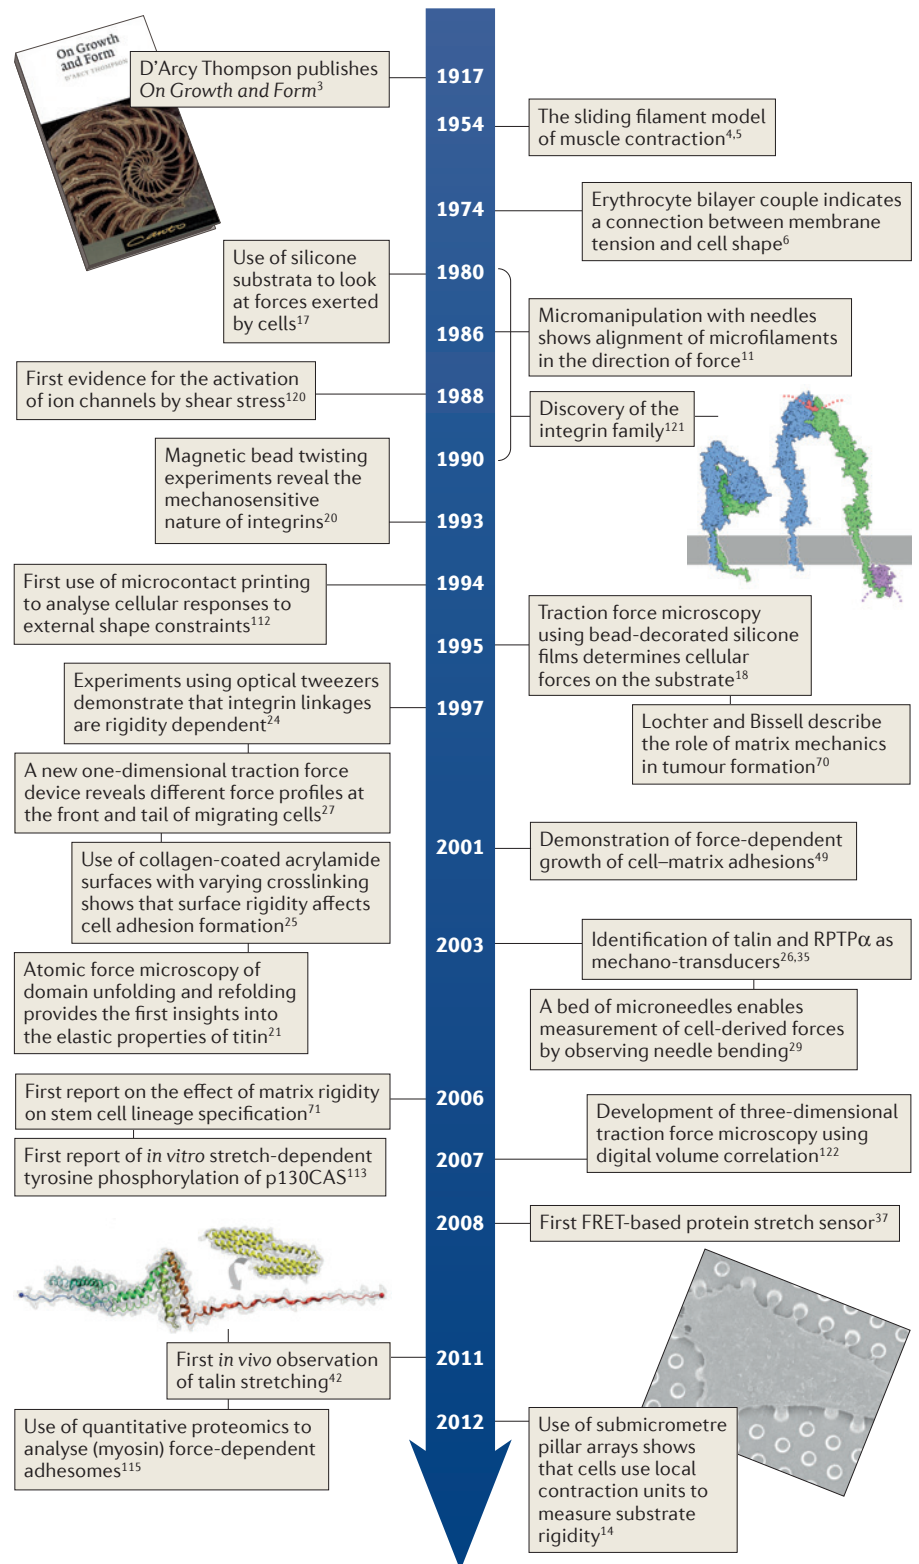 On Growth
and Form
D'ARCY THOMPSON
Canto
D’Arcy Thompson publishes
On Growth and Form3
1917
1954
The sliding filament model
of muscle contraction4,5
1974
Erythrocyte bilayer couple indicates
a connection between membrane
tension and cell shape6
Use of silicone
substrata to look
at forces exerted
by cells17
1980
1986
Micromanipulation with needles
shows alignment of microfilaments
in the direction of force11
First evidence for the activation
of ion channels by shear stress120
1988
Discovery of the
integrin family121
1990
Magnetic bead twisting
experiments reveal the
mechanosensitive
nature of integrins20
1993
First use of microcontact printing
to analyse cellular responses to
external shape constraints112
1994
1995
Traction force microscopy
using bead-decorated silicone
films determines cellular
forces on the substrate18
Experiments using optical tweezers
demonstrate that integrin linkages
are rigidity dependent24
1997
Lochter and Bissell describe
the role of matrix mechanics
in tumour formation70
A new one-dimensional traction force
device reveals different force profiles at
the front and tail of migrating cells27
2001
Demonstration of force-dependent
growth of cell–matrix adhesions49
Use of collagen-coated acrylamide
surfaces with varying crosslinking
shows that surface rigidity affects
cell adhesion formation25
2003
Identification of talin and RPTPα as
mechano-transducers26,35
Atomic force microscopy of
domain unfolding and refolding
provides the first insights into
the elastic properties of titin21
A bed of microneedles enables
measurement of cell-derived forces
by observing needle bending29
First report on the effect of matrix rigidity
on stem cell lineage specification71
2006
Development of three-dimensional
traction force microscopy using
digital volume correlation122
First report of in vitro stretch-dependent
tyrosine phosphorylation of p130CAS113
2007
2008
First FRET-based protein stretch sensor37
First in vivo observation
of talin stretching42
2011
Use of quantitative proteomics to
analyse (myosin) force-dependent
adhesomes115
2012
Use of submicrometre
pillar arrays shows
that cells use local
contraction units to
measure substrate
rigidity14